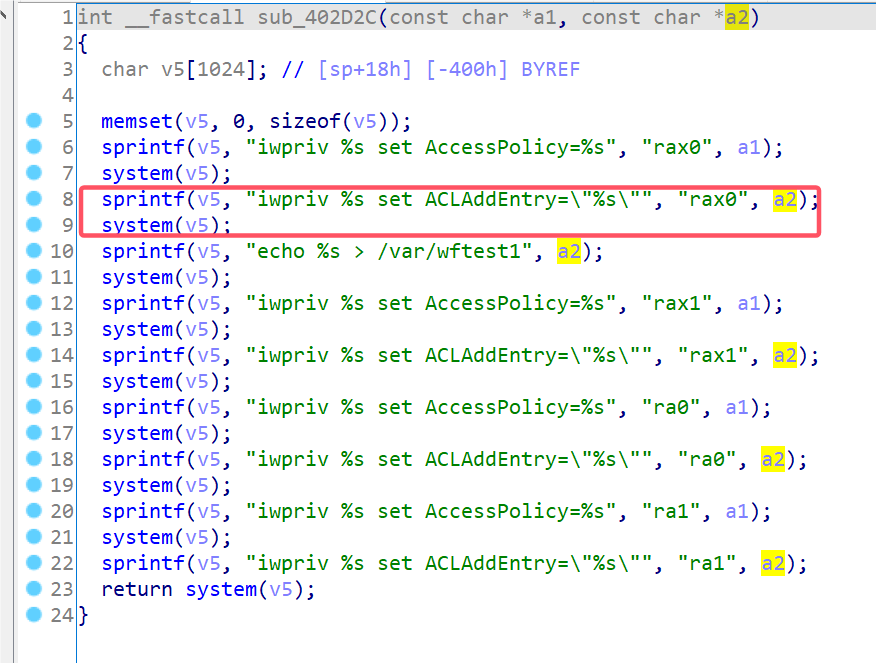 1 int __fastcall sub_402D2C(const char *a1, const char *a2)
2 {
3 char v5[1024]; // [sp+18h] [-400h] BYREF
4
5 memset(v5, 0, sizeof(v5));
6 sprintf(v5, "iwpriv %s set AccessPolicy=%s", "rax0", a1);
7 system(v5);
8 sprintf(v5, "iwpriv %s set ACLAddEntry=\"%s\"", "rax0", a2);
9 system(v5);
10 sprintf(v5, "echo %s > /var/wftest1", a2);
11 system(v5);
12 sprintf(v5, "iwpriv %s set AccessPolicy=%s", "rax1", a1);
13 system(v5);
14 sprintf(v5, "iwpriv %s set ACLAddEntry=\"%s\"", "rax1", a2);
15 system(v5);
16 sprintf(v5, "iwpriv %s set AccessPolicy=%s", "ra0", a1);
17 system(v5);
18 sprintf(v5, "iwpriv %s set ACLAddEntry=\"%s\"", "ra0", a2);
19 system(v5);
20 sprintf(v5, "iwpriv %s set AccessPolicy=%s", "ra1", a1);
21 system(v5);
22 sprintf(v5, "iwpriv %s set ACLAddEntry=\"%s\"", "ra1", a2);
23 return system(v5);
24 }